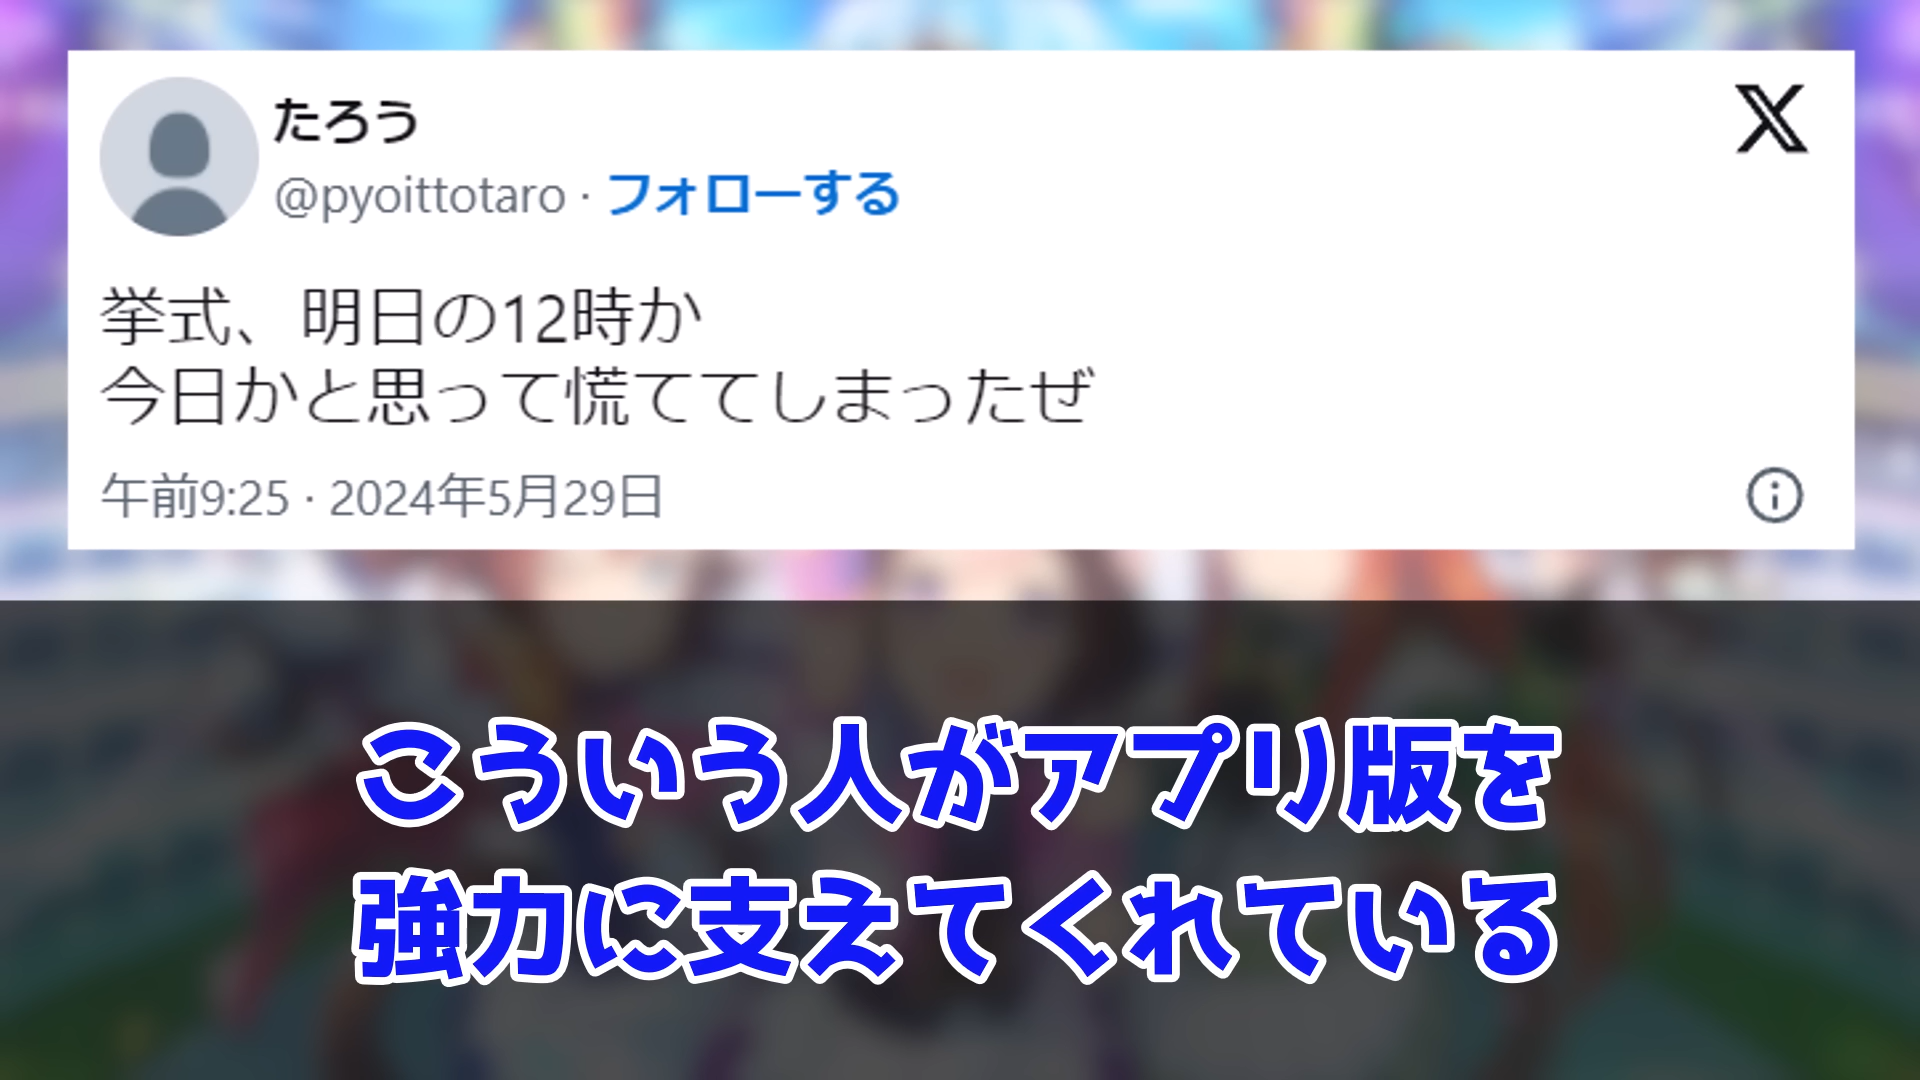 たろう
@pyoittotaro · フォローする
挙式、明日の12時か
今日かと思って慌ててしまったぜ
午前9:25 · 2024年5月29日
こういう人がアプリ版を
強力に支えてくれている